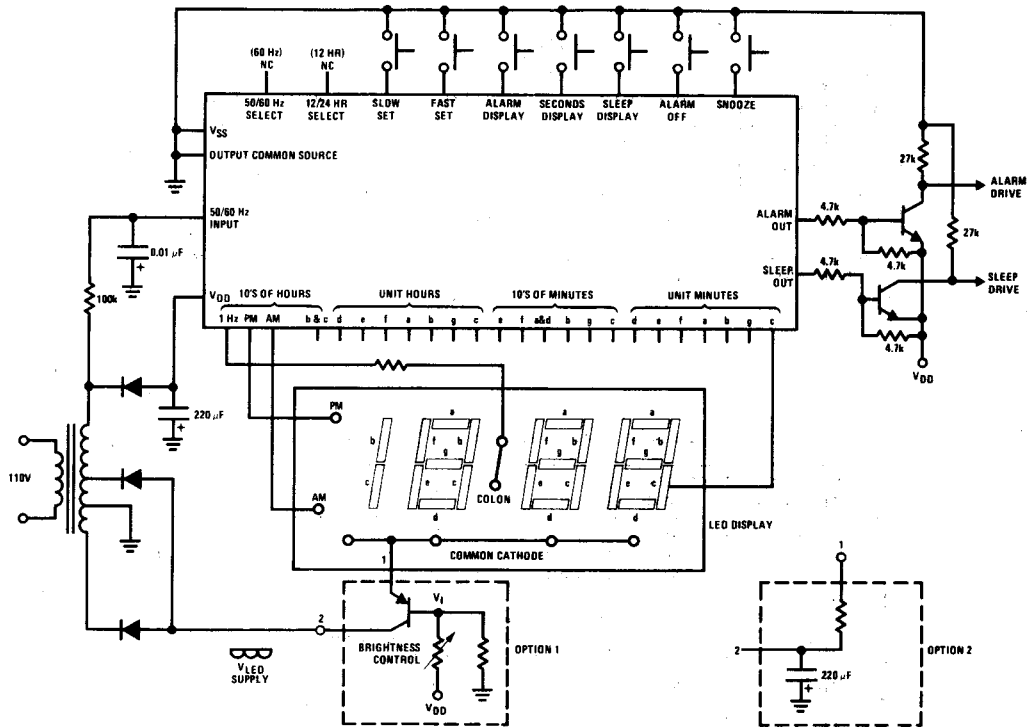 (60 Hz)
NC
(12 HR)
NC
50/60 Hz
SELECT
12/24 HR
SELECT
SLOW
SET
FAST
SET
ALARM
DISPLAY
SECONDS
DISPLAY
SLEEP
DISPLAY
ALARM
OFF
SNOOZE
VSS
OUTPUT COMMON SOURCE
50/60 Hz
INPUT
0.01 μF
+
100k
VDD
27k
ALARM
DRIVE
ALARM
OUT
4.7k
27k
4.7k
4.7k
SLEEP
OUT
SLEEP
DRIVE
4.7k
VDD
10'S OF HOURS
UNIT HOURS
10'S OF MINUTES
UNIT MINUTES
1 Hz PM AM b & c d e f a b g c e f a&d b g c d e f a b g c
220 μF
+
110V
PM
AM
b
c
a
f b
g
e c
d
COLON
a
f b
g
e c
d
a
f b
g
e c
d
LED DISPLAY
COMMON CATHODE
1
2
VI
BRIGHTNESS
CONTROL
VDD
OPTION 1
VLED
SUPPLY
1
2
220 μF
+
OPTION 2